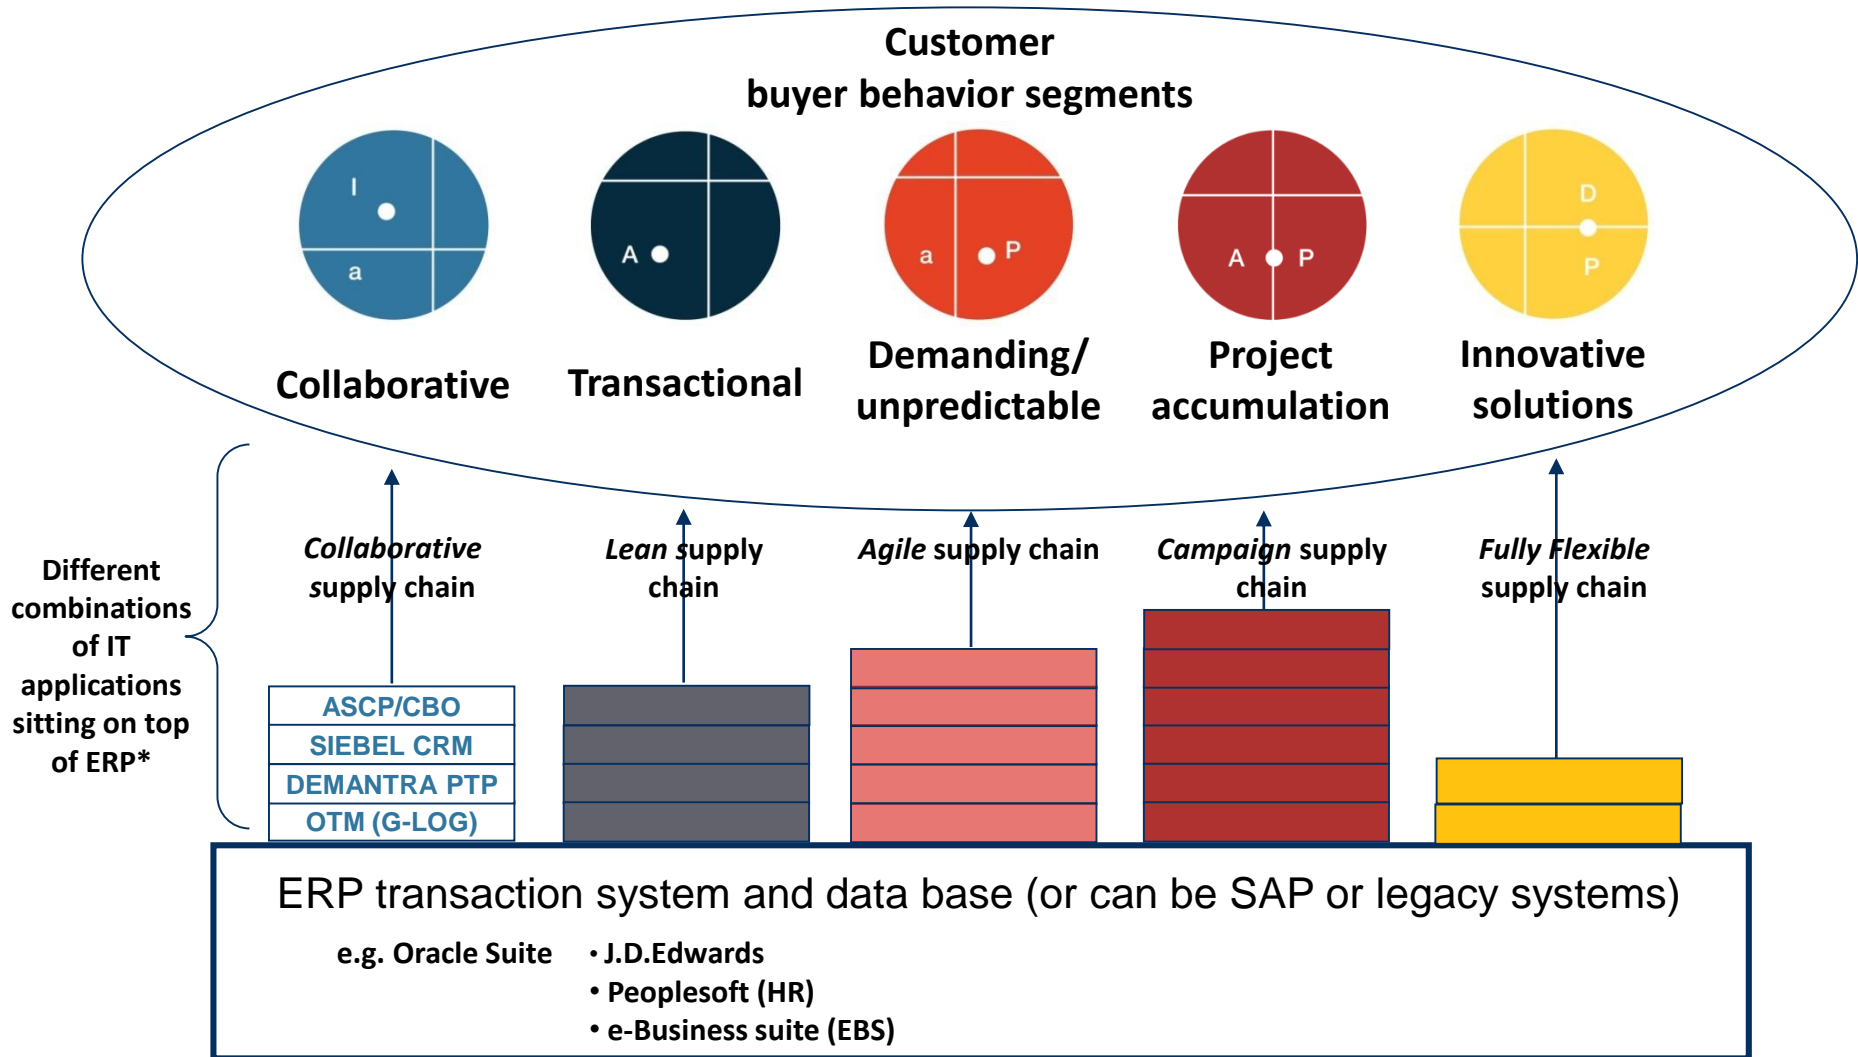 Customer
buyer behavior segments
I
a
A
a
P
A
P
D
P
Collaborative
Transactional
Demanding/
unpredictable
Project
accumulation
Innovative
solutions
Different
combinations
of IT
applications
sitting on top
of ERP*
Collaborative
supply chain
Lean supply
chain
Agile supply chain
Campaign supply
chain
Fully Flexible
supply chain
ASCP/CBO
SIEBEL CRM
DEMANTRA PTP
OTM (G-LOG)
ERP transaction system and data base (or can be SAP or legacy systems)
e.g. Oracle Suite
• J.D.Edwards
• Peoplesoft (HR)
• e-Business suite (EBS)